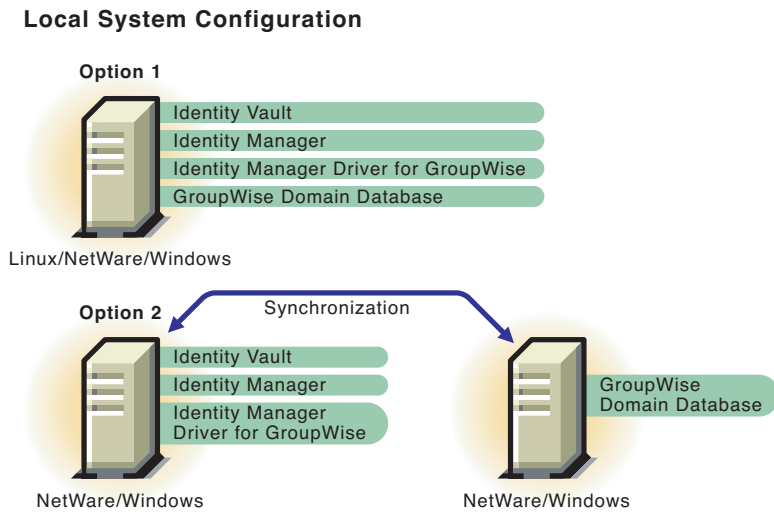 Local System Configuration
Option 1
Identity Vault
Identity Manager
Identity Manager Driver for GroupWise
GroupWise Domain Database
Linux/NetWare/Windows
Option 2
Synchronization
Identity Vault
Identity Manager
Identity Manager
Driver for GroupWise
NetWare/Windows
GroupWise
Domain Database
NetWare/Windows